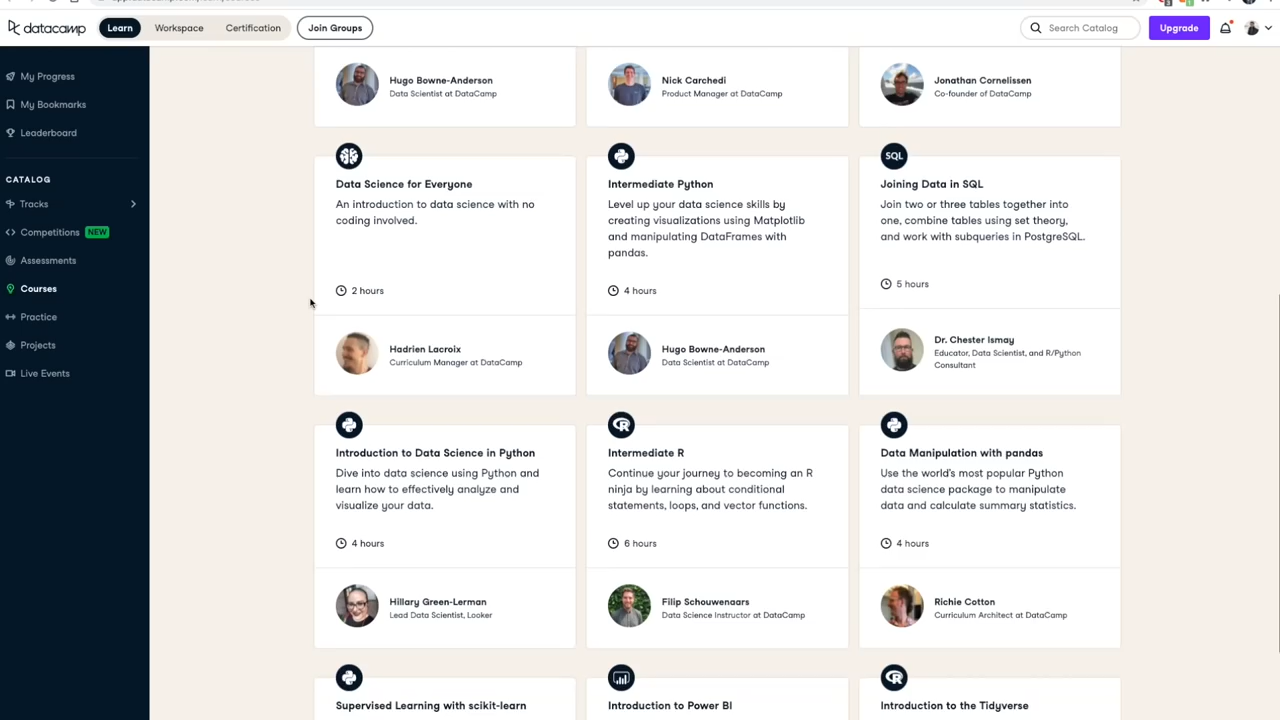 datacamp
Learn
Workspace
Certification
Join Groups
Search Catalog
Upgrade
My Progress
My Bookmarks
Leaderboard
CATALOG
Tracks
Competitions NEW
Assessments
Courses
Practice
Projects
Live Events
Hugo Bowne-Anderson
Data Scientist at DataCamp
Nick Carchedi
Product Manager at DataCamp
Jonathan Cornelissen
Co-founder of DataCamp
Data Science for Everyone
An introduction to data science with no
coding involved.
2 hours
Hadrien Lacroix
Curriculum Manager at DataCamp
Intermediate Python
Level up your data science skills by
creating visualizations using Matplotlib
and manipulating DataFrames with
pandas.
4 hours
Hugo Bowne-Anderson
Data Scientist at DataCamp
SQL
Joining Data in SQL
Join two or three tables together into
one, combine tables using set theory,
and work with subqueries in PostgreSQL.
5 hours
Dr. Chester Ismay
Educator, Data Scientist, and R/Python
Consultant
Introduction to Data Science in Python
Dive into data science using Python and
learn how to effectively analyze and
visualize your data.
4 hours
Hillary Green-Lerman
Lead Data Scientist, Looker
Intermediate R
Continue your journey to becoming an R
ninja by learning about conditional
statements, loops, and vector functions.
6 hours
Filip Schouwenaars
Data Science Instructor at DataCamp
Data Manipulation with pandas
Use the world's most popular Python
data science package to manipulate
data and calculate summary statistics.
4 hours
Richie Cotton
Curriculum Architect at DataCamp
Supervised Learning with scikit-learn
Introduction to Power BI
Introduction to the Tidyverse